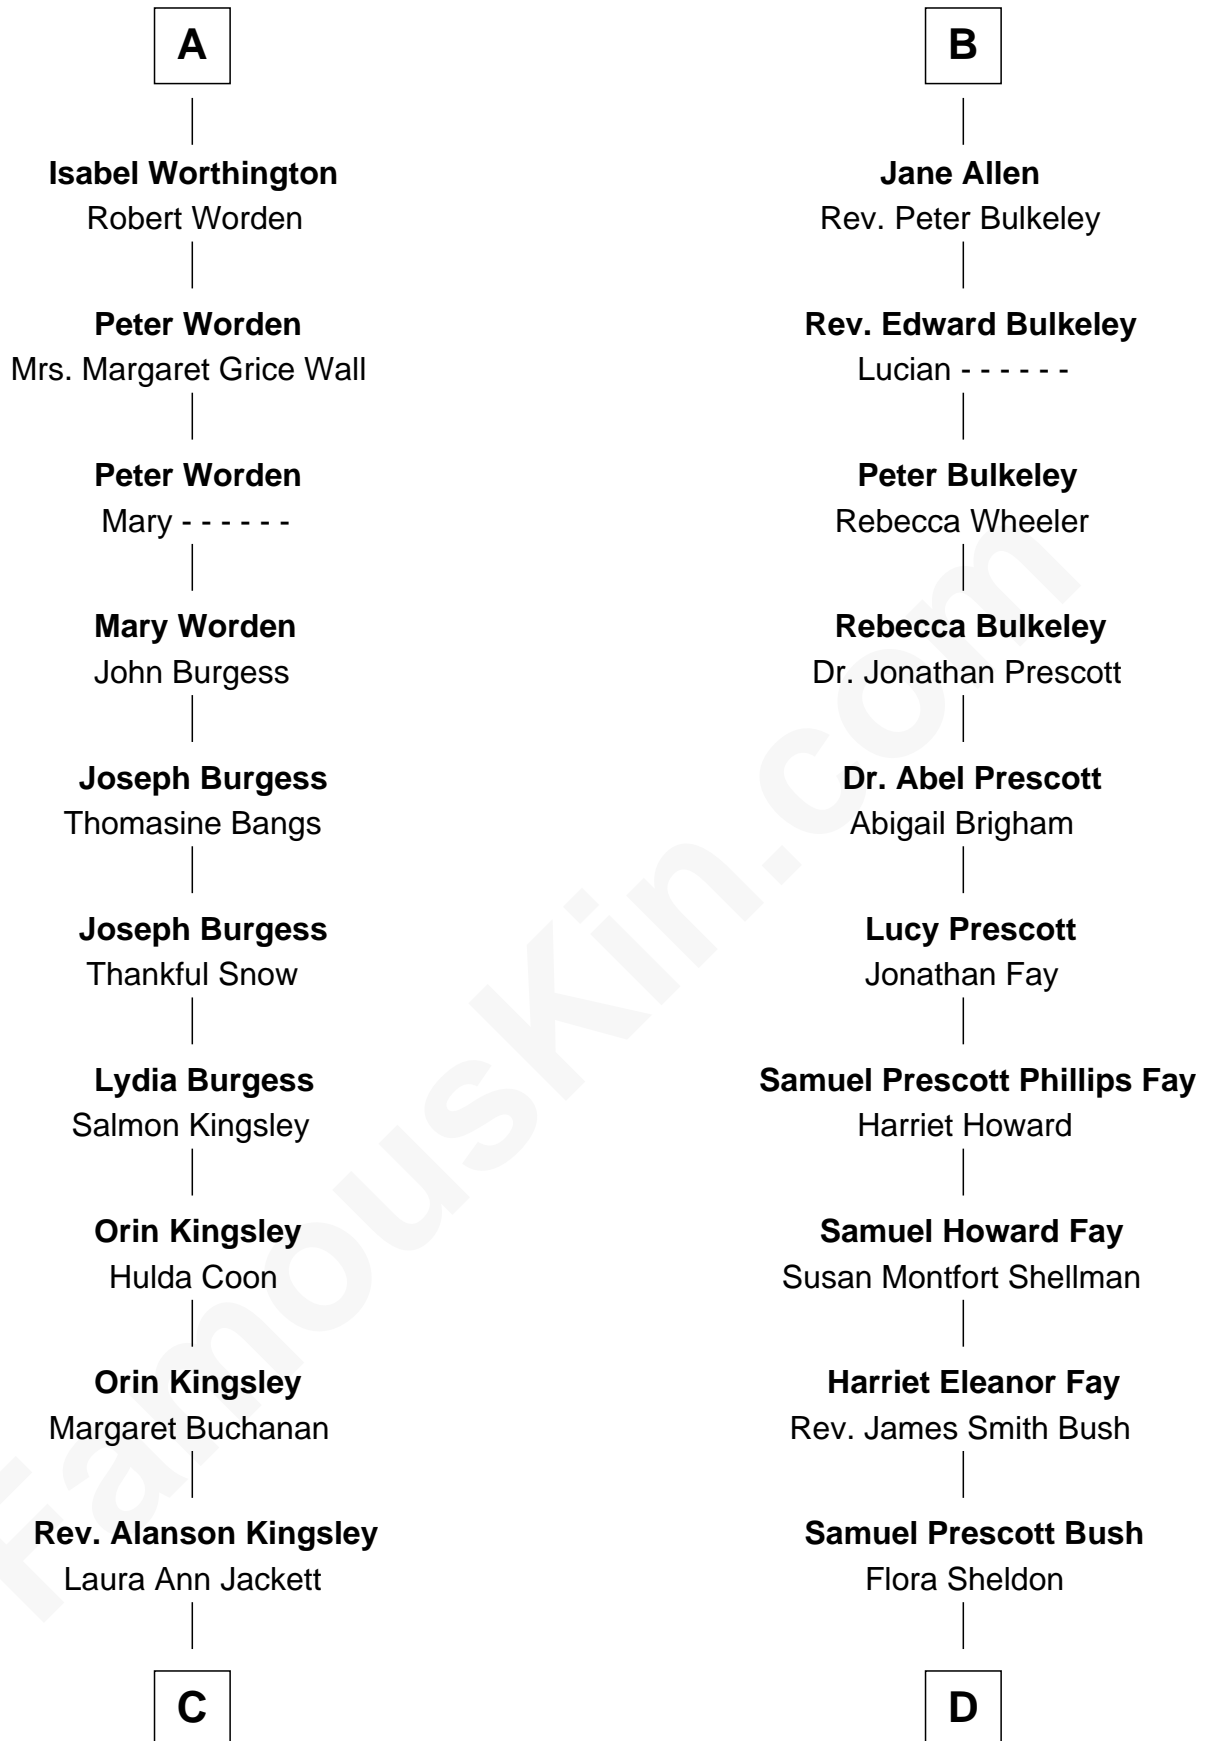 A
Isabel Worthington
Robert Worden
Peter Worden
Mrs. Margaret Grice Wall
Peter Worden
Mary - - - - - -
Mary Worden
John Burgess
Joseph Burgess
Thomasine Bangs
Joseph Burgess
Thankful Snow
Lydia Burgess
Salmon Kingsley
Orin Kingsley
Hulda Coon
Orin Kingsley
Margaret Buchanan
Rev. Alanson Kingsley
Laura Ann Jackett
C
B
Jane Allen
Rev. Peter Bulkeley
Rev. Edward Bulkeley
Lucian - - - - - -
Peter Bulkeley
Rebecca Wheeler
Rebecca Bulkeley
Dr. Jonathan Prescott
Dr. Abel Prescott
Abigail Brigham
Lucy Prescott
Jonathan Fay
Samuel Prescott Phillips Fay
Harriet Howard
Samuel Howard Fay
Susan Montfort Shellman
Harriet Eleanor Fay
Rev. James Smith Bush
Samuel Prescott Bush
Flora Sheldon
D
FamousKin.com